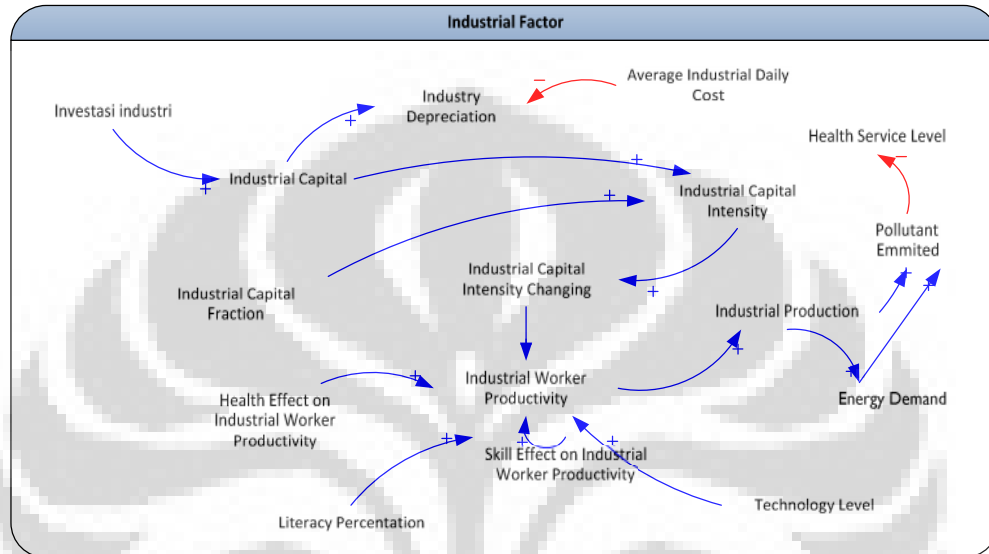 Industrial Factor
Average Industrial Daily
Cost
Industry
Depreciation
Investasi industri
Health Service Level
Industrial Capital
Industrial Capital
Intensity
Pollutant
Emmited
Industrial Capital
Intensity Changing
Industrial Capital
Fraction
Industrial Production
Industrial Worker
Productivity
Health Effect on
Industrial Worker
Productivity
Energy Demand
Skill Effect on Industrial
Worker Productivity
Technology Level
Literacy Percentation